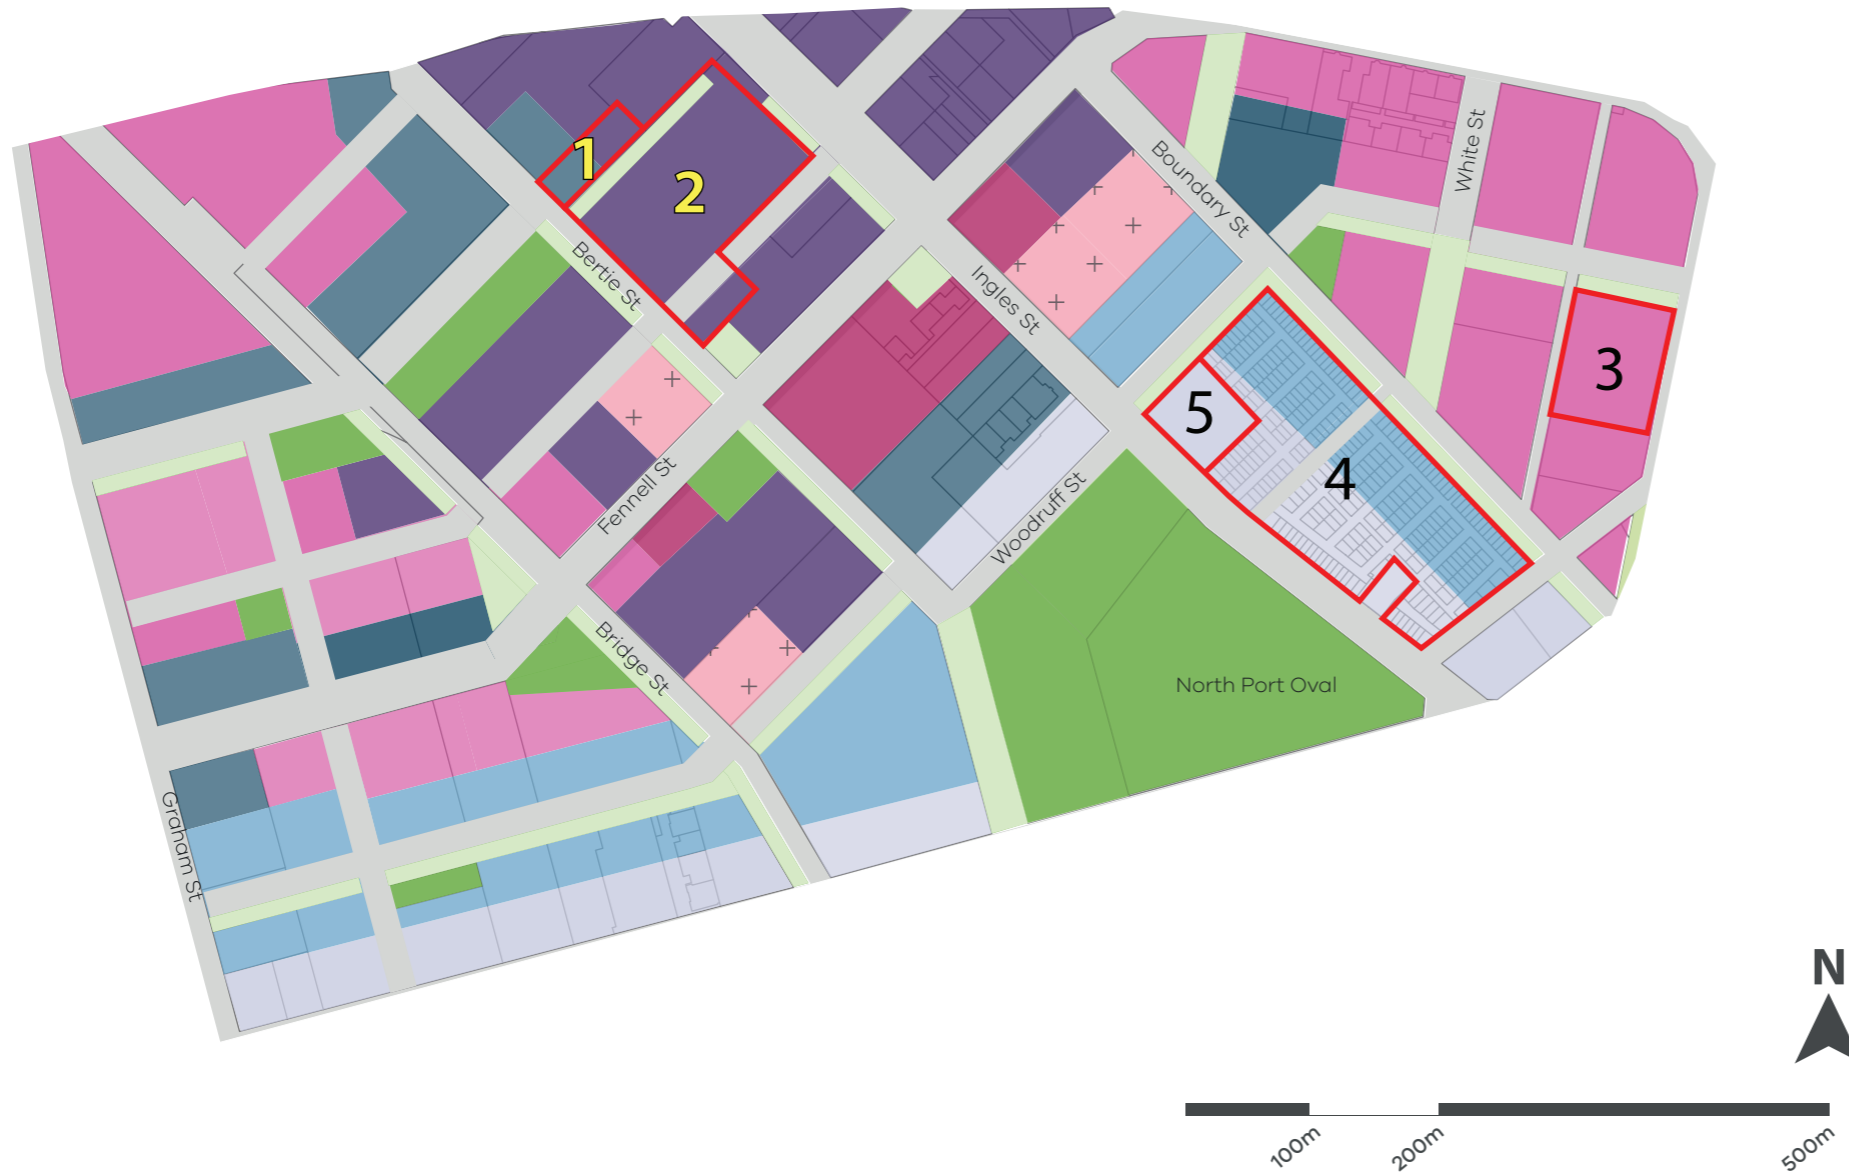 1
2
Boundary St
White St
Bertie St
Ingles St
3
5
4
Fennell St
Woodruff St
Bridge St
North Port Oval
Graham St
N
100m
200m
500m